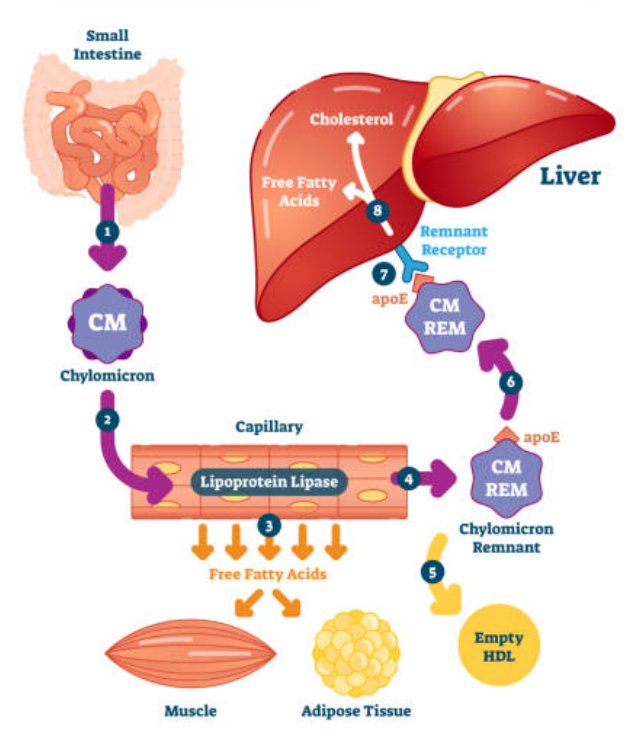 Small
Intestine
1
CM
Chylomicron
2
Capillary
Lipoprotein Lipase
3
Free Fatty Acids
Muscle
Adipose Tissue
4
apoE
CM
REM
Chylomicron
Remnant
5
Empty
HDL
6
CM
REM
apoE
7
Remnant
Receptor
8
Free Fatty
Acids
Cholesterol
Liver